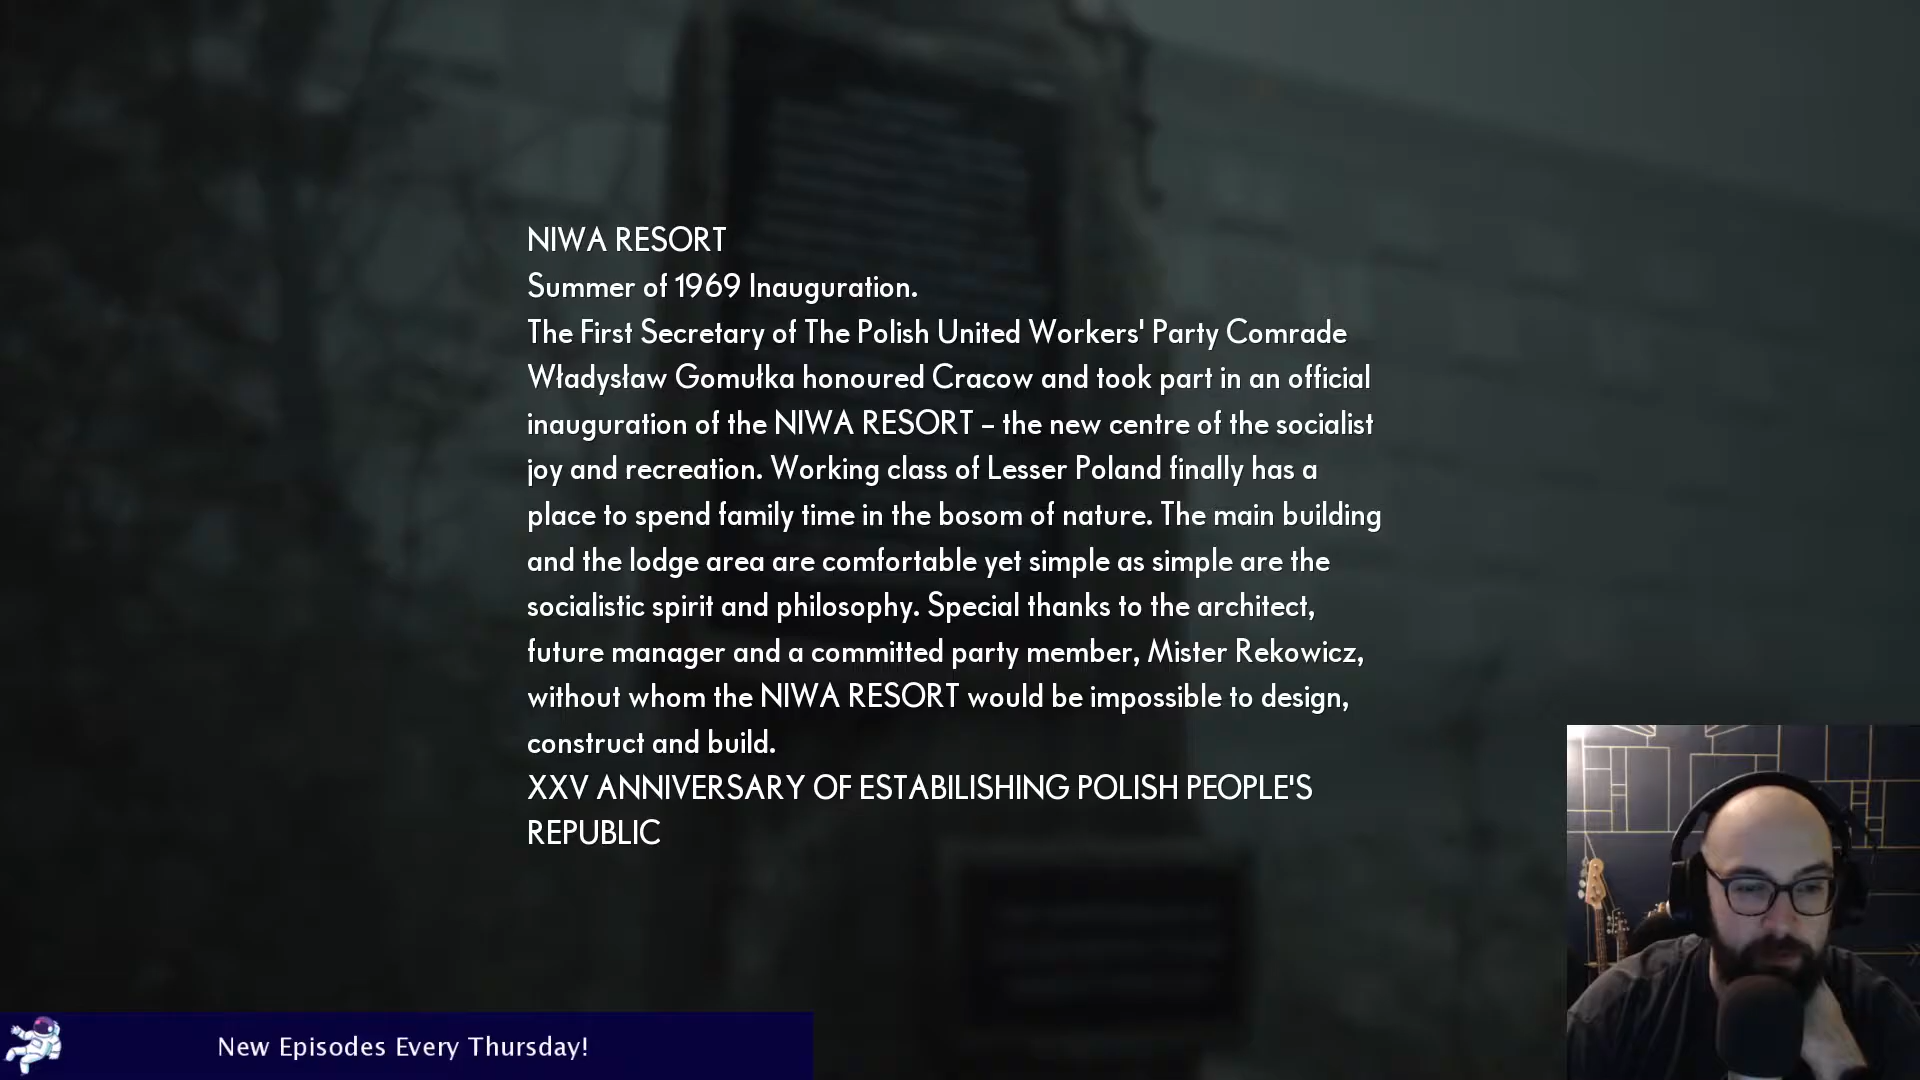 NIWA RESORT
Summer of 1969 Inauguration.
The First Secretary of The Polish United Workers' Party Comrade
Władysław Gomułka honoured Cracow and took part in an official
inauguration of the NIWA RESORT – the new centre of the socialist
joy and recreation. Working class of Lesser Poland finally has a
place to spend family time in the bosom of nature. The main building
and the lodge area are comfortable yet simple as simple are the
socialistic spirit and philosophy. Special thanks to the architect,
future manager and a committed party member, Mister Rekowicz,
without whom the NIWA RESORT would be impossible to design,
construct and build.
XXV ANNIVERSARY OF ESTABILISHING POLISH PEOPLE'S
REPUBLIC
New Episodes Every Thursday!